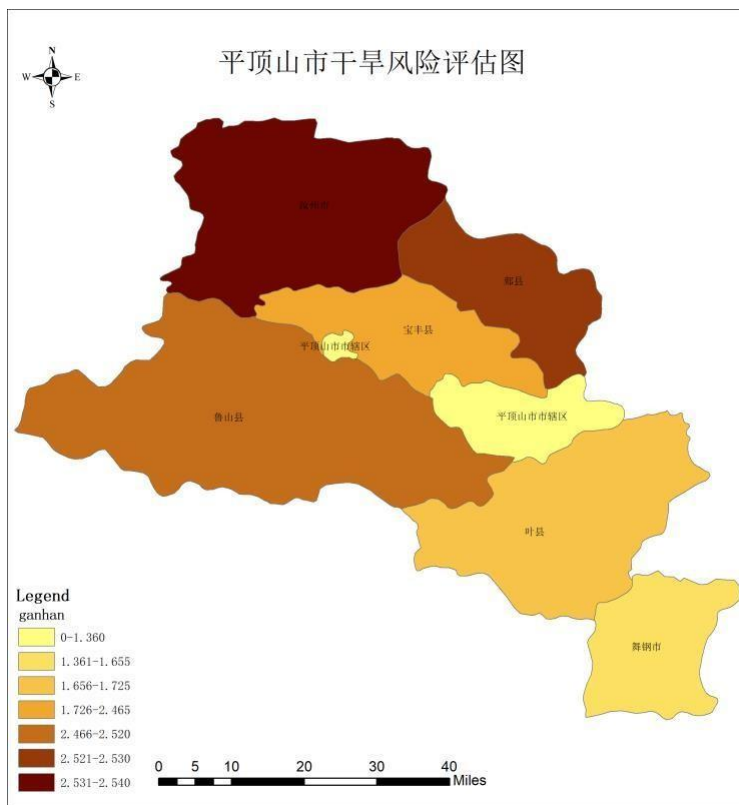 平顶山市干旱风险评估图
N
W
E
S
汝州市
郏县
宝丰县
平顶山市市辖区
平顶山市市辖区
鲁山县
叶县
舞钢市
Legend
ganhan
0-1.360
1.361-1.655
1.656-1.725
1.726-2.465
2.466-2.520
2.521-2.530
2.531-2.540
0 5 10 20 30 40
Miles